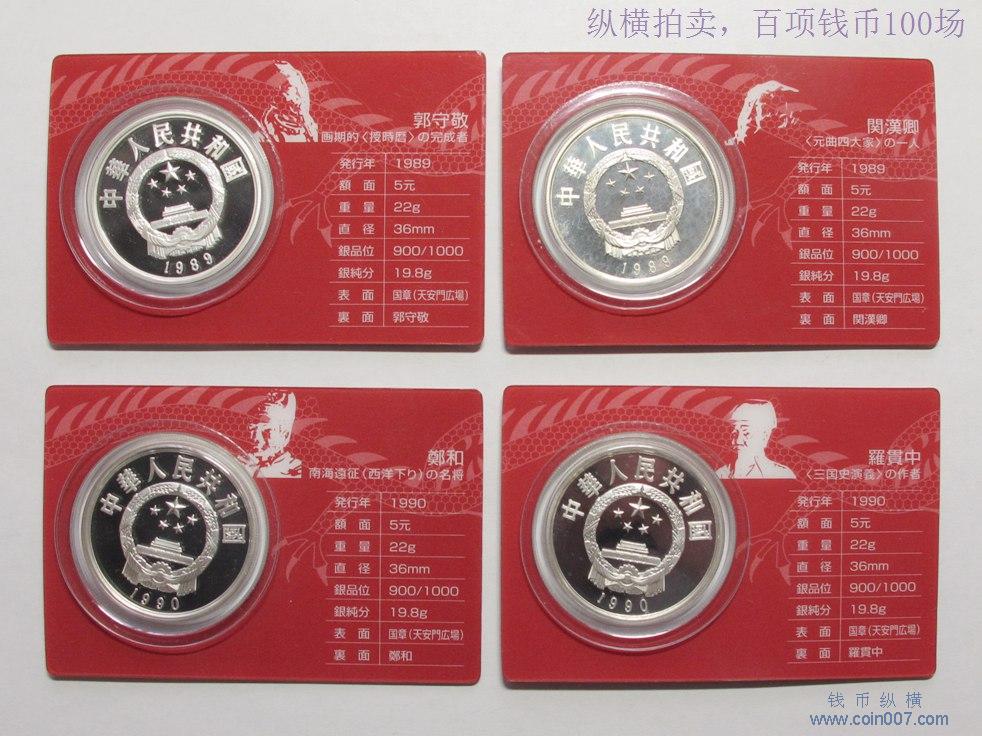 纵横拍卖，百项钱币100场
郭守敬
画期的〈授時暦〉の完成者
発行年 1989
額面 5元
重量 22g
直径 36mm
銀品位 900/1000
銀純分 19.8g
表面 国章(天安門広場)
裏面 郭守敬
中華人民共和國
1989
関漢卿
〈元曲四大家〉の一人
発行年 1989
額面 5元
重量 22g
直径 36mm
銀品位 900/1000
銀純分 19.8g
表面 国章(天安門広場)
裏面 関漢卿
中華人民共和國
1989
鄭和
南海遠征〈西洋下り〉の名将
発行年 1990
額面 5元
重量 22g
直径 36mm
銀品位 900/1000
銀純分 19.8g
表面 国章(天安門広場)
裏面 鄭和
中華人民共和國
1990
羅貫中
〈三国史演義〉の作者
発行年 1990
額面 5元
重量 22g
直径 36mm
銀品位 900/1000
銀純分 19.8g
表面 国章(天安門広場)
裏面 羅貫中
中華人民共和國
1990
钱币纵横
www.coin007.com